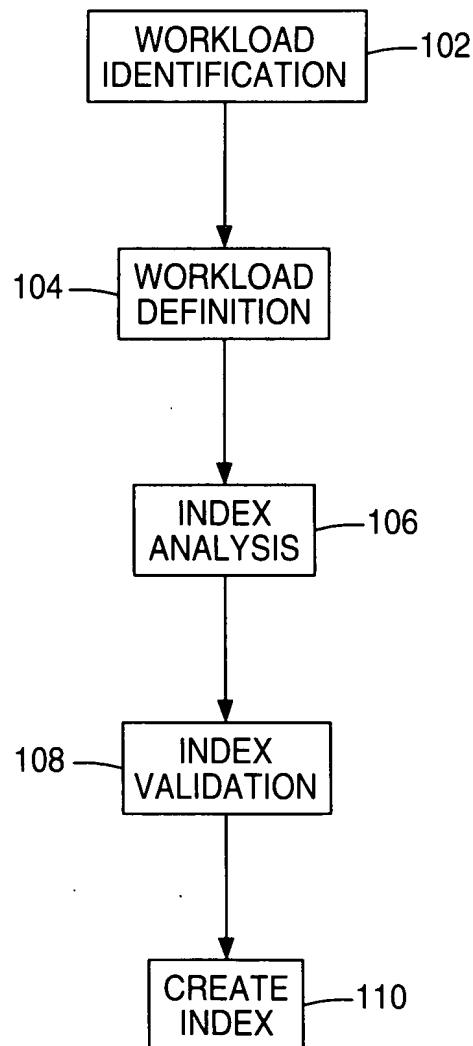 WORKLOAD
IDENTIFICATION
102
104
WORKLOAD
DEFINITION
INDEX
ANALYSIS
106
108
INDEX
VALIDATION
CREATE
INDEX
110